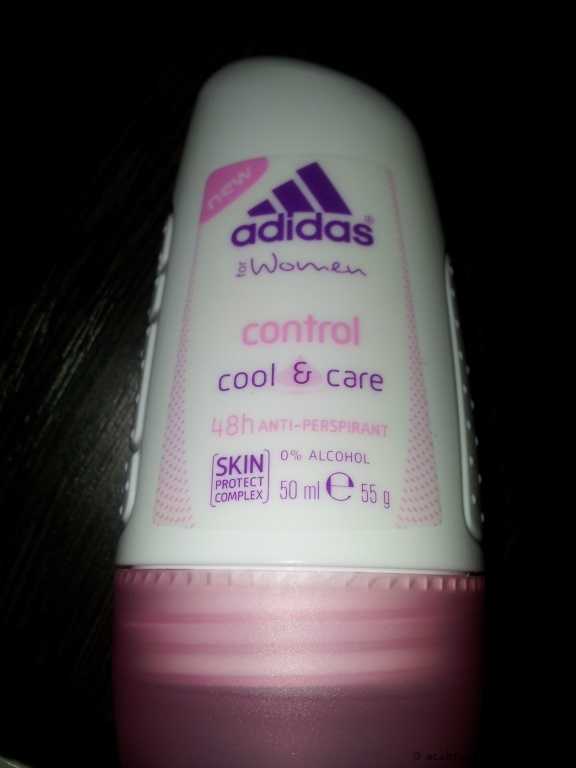 new
adidas®
for Women
control
cool & care
48h ANTI-PERSPIRANT
0% ALCOHOL
SKIN
PROTECT
COMPLEX
50 ml ℮ 55 g